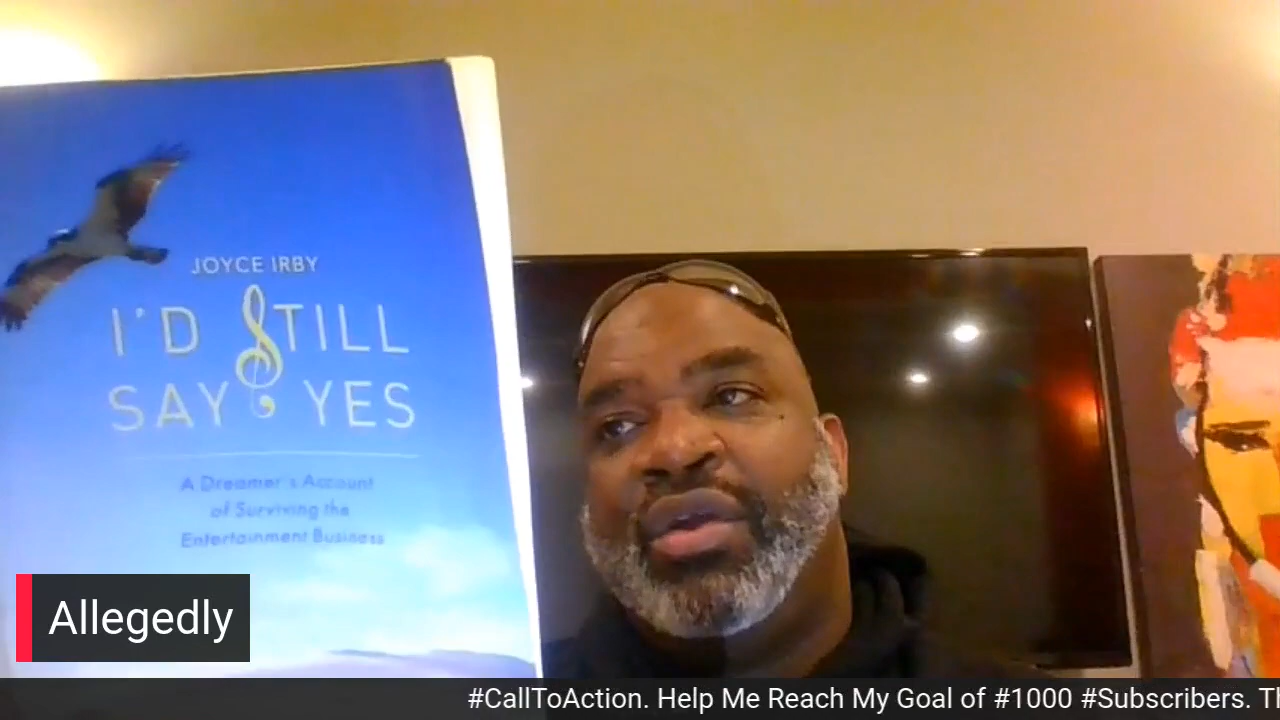 JOYCE IRBY
I'D STILL
SAY YES
A Dreamer's Account
of Surviving the
Entertainment Business
Allegedly
#CallToAction. Help Me Reach My Goal of #1000 #Subscribers. Th